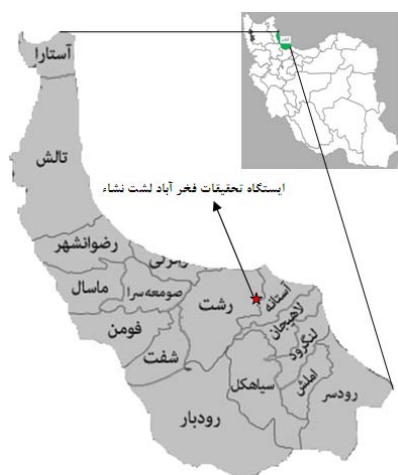 آستارا
تالش
ایستگاه تحقیقات فخر آباد لشت نشاء
رضوانشهر
ماسال
صومعه سرا
رشت
آستانه
لاهیجان
فومن
شفت
لنگرود
املش
سیاهکل
رودسر
رودبار